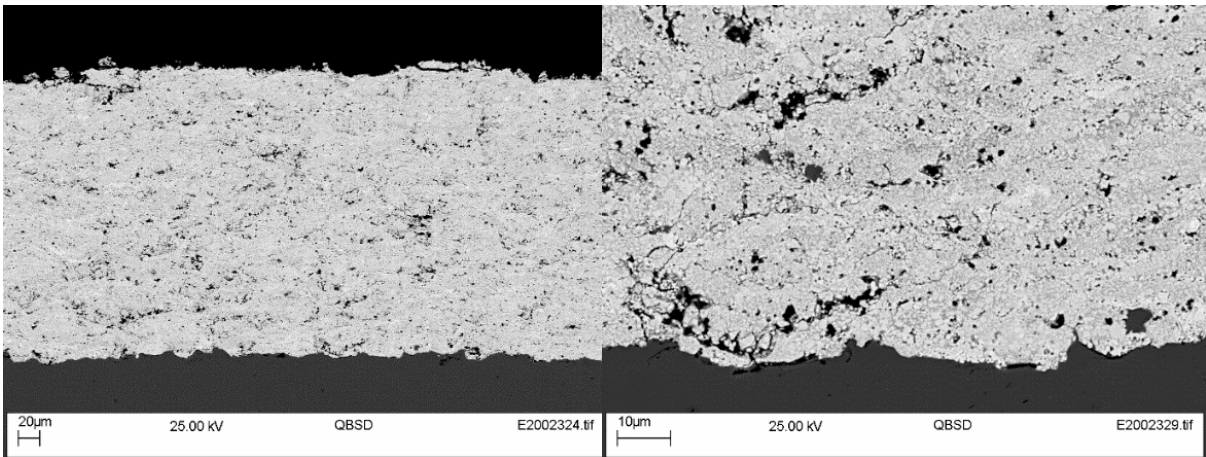 20µm
25.00 kV
QBSD
E2002324.tif
10µm
25.00 kV
QBSD
E2002329.tif